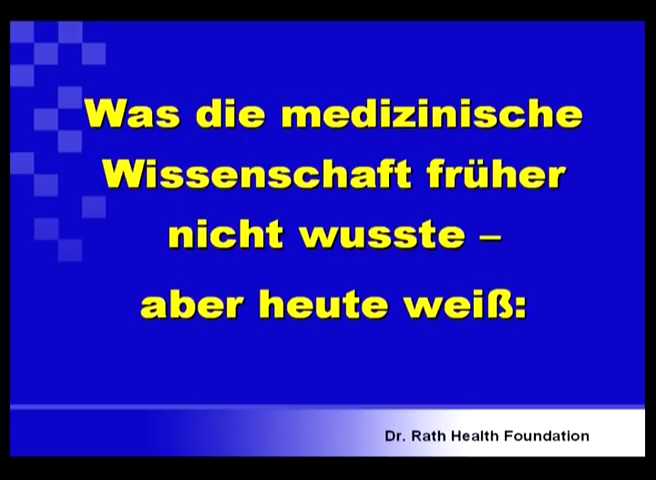 Was die medizinische
Wissenschaft früher
nicht wusste –
aber heute weiß:
Dr. Rath Health Foundation